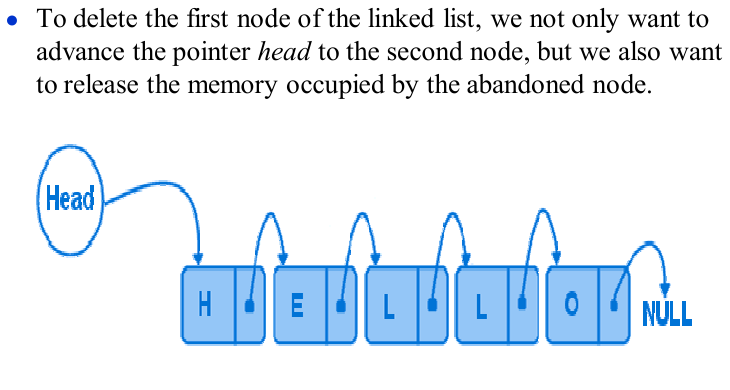 • To delete the first node of the linked list, we not only want to
advance the pointer head to the second node, but we also want
to release the memory occupied by the abandoned node.
Head
H E L L O NULL